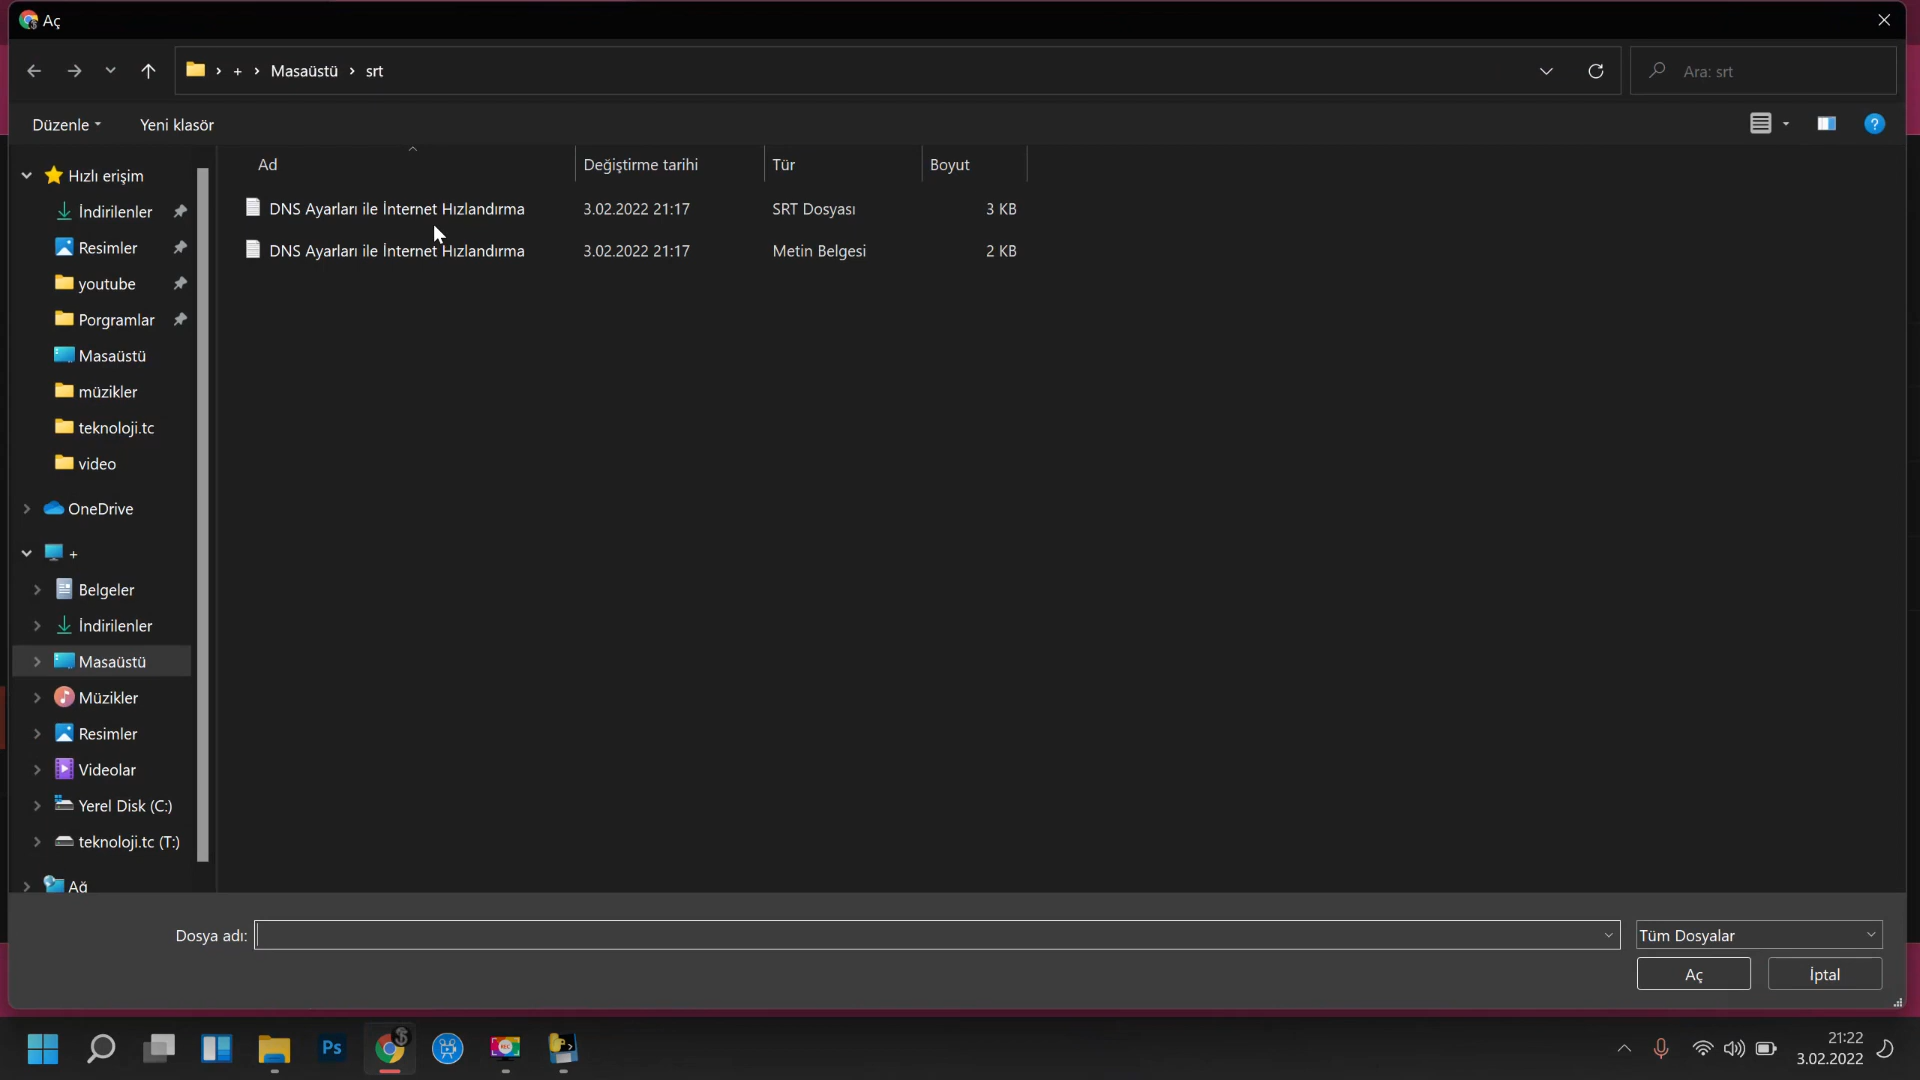 Aç
+ Masaüstü srt
Ara: srt
Düzenle Yeni klasör
Ad Değiştirme tarihi Tür Boyut
DNS Ayarları ile İnternet Hızlandırma 3.02.2022 21:17 SRT Dosyası 3 KB
DNS Ayarları ile İnternet Hızlandırma 3.02.2022 21:17 Metin Belgesi 2 KB
Hızlı erişim
İndirilenler
Resimler
youtube
Porgramlar
Masaüstü
müzikler
teknoloji.tc
video
OneDrive
+
Belgeler
İndirilenler
Masaüstü
Müzikler
Resimler
Videolar
Yerel Disk (C:)
teknoloji.tc (T:)
Ağ
Dosya adı:
Tüm Dosyalar
Aç İptal
Ps
REC
21:22
3.02.2022